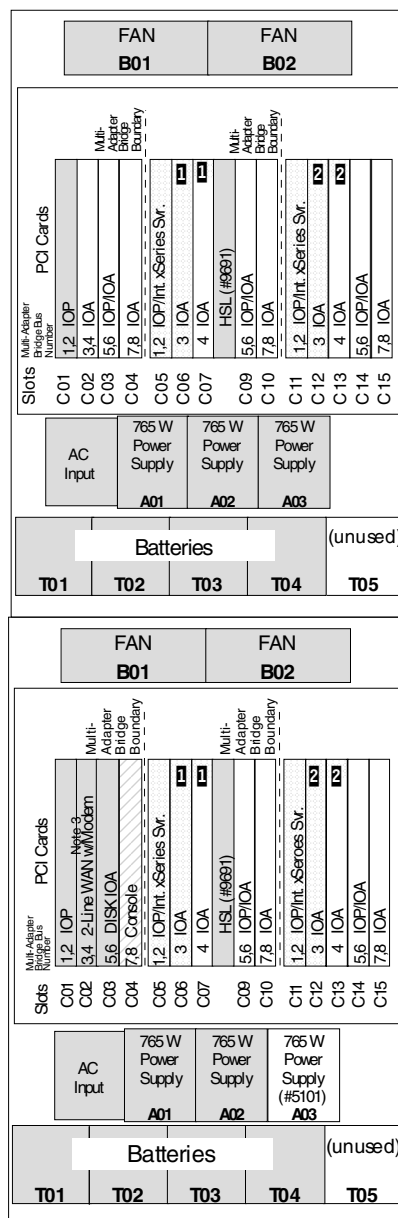 FAN
B01
FAN
B02
Slots
Multi-Adapter
Bridge Bus
Number
PCI Cards
C01 1,2 IOP
C02 3,4 IOA
C03 5,6 IOP/IOA
C04 7,8 IOA
Multi-
Adapter
Bridge
Boundary
C05 1,2 IOP/Int. xSeries Svr.
C06 3 IOA 1
C07 4 IOA 1
HSL (#9691)
C09 5,6 IOP/IOA
C10 7,8 IOA
Multi-
Adapter
Bridge
Boundary
C11 1,2 IOP/Int. xSeries Svr.
C12 3 IOA 2
C13 4 IOA 2
C14 5,6 IOP/IOA
C15 7,8 IOA
AC
Input
765 W
Power
Supply
A01
765 W
Power
Supply
A02
765 W
Power
Supply
A03
Batteries
(unused)
T01 T02 T03 T04 T05
FAN
B01
FAN
B02
Slots
Multi-Adapter
Bridge Bus
Number
PCI Cards
C01 1,2 IOP
Note 3
C02 3,4 2-Line WAN w/Modem
C03 5,6 DISK IOA
C04 7,8 Console
Multi-
Adapter
Bridge
Boundary
C05 1,2 IOP/Int. xSeries Svr.
C06 3 IOA 1
C07 4 IOA 1
HSL (#9691)
C09 5,6 IOP/IOA
C10 7,8 IOA
Multi-
Adapter
Bridge
Boundary
C11 1,2 IOP/Int. xSeroes Svr.
C12 3 IOA 2
C13 4 IOA 2
C14 5,6 IOP/IOA
C15 7,8 IOA
AC
Input
765 W
Power
Supply
A01
765 W
Power
Supply
A02
765 W
Power
Supply
(#5101)
A03
Batteries
(unused)
T01 T02 T03 T04 T05